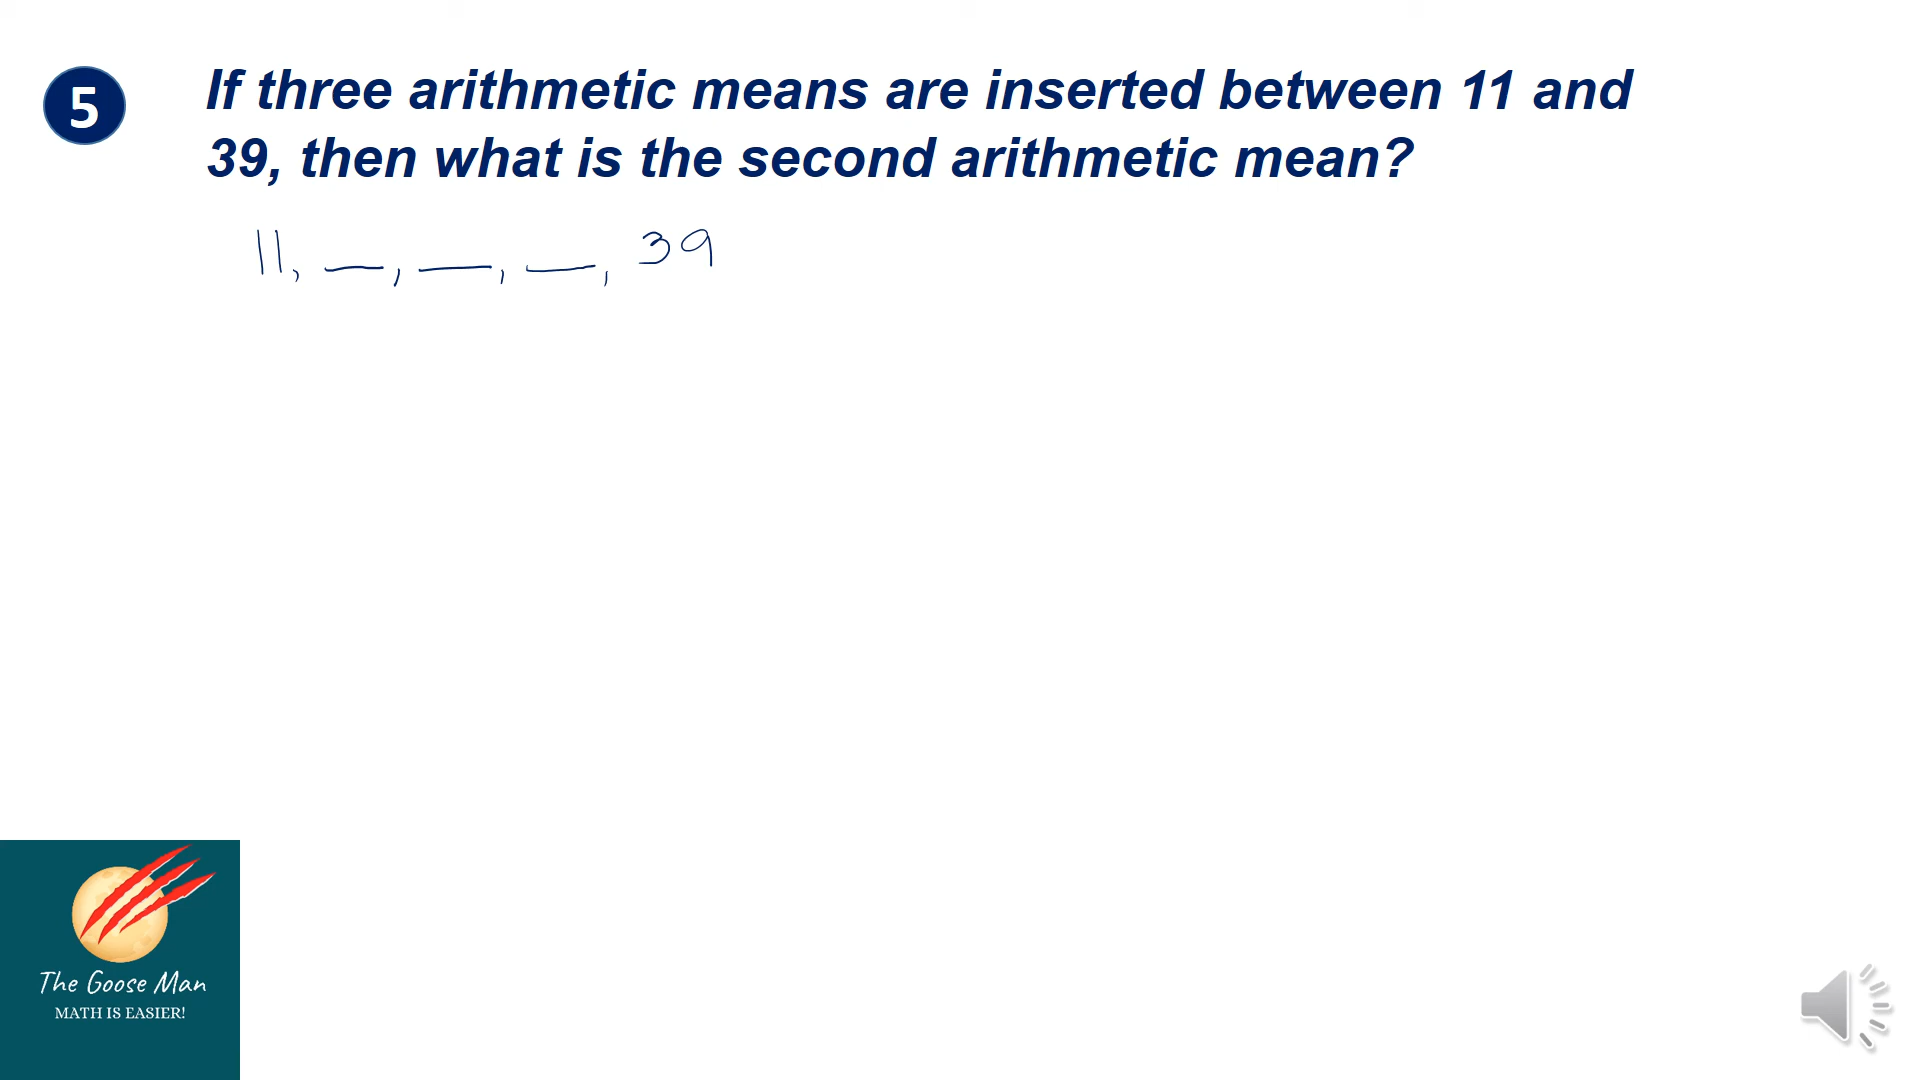 5
If three arithmetic means are inserted between 11 and
39, then what is the second arithmetic mean?
11, __, __, __, 39
The Goose Man
MATH IS EASIER!